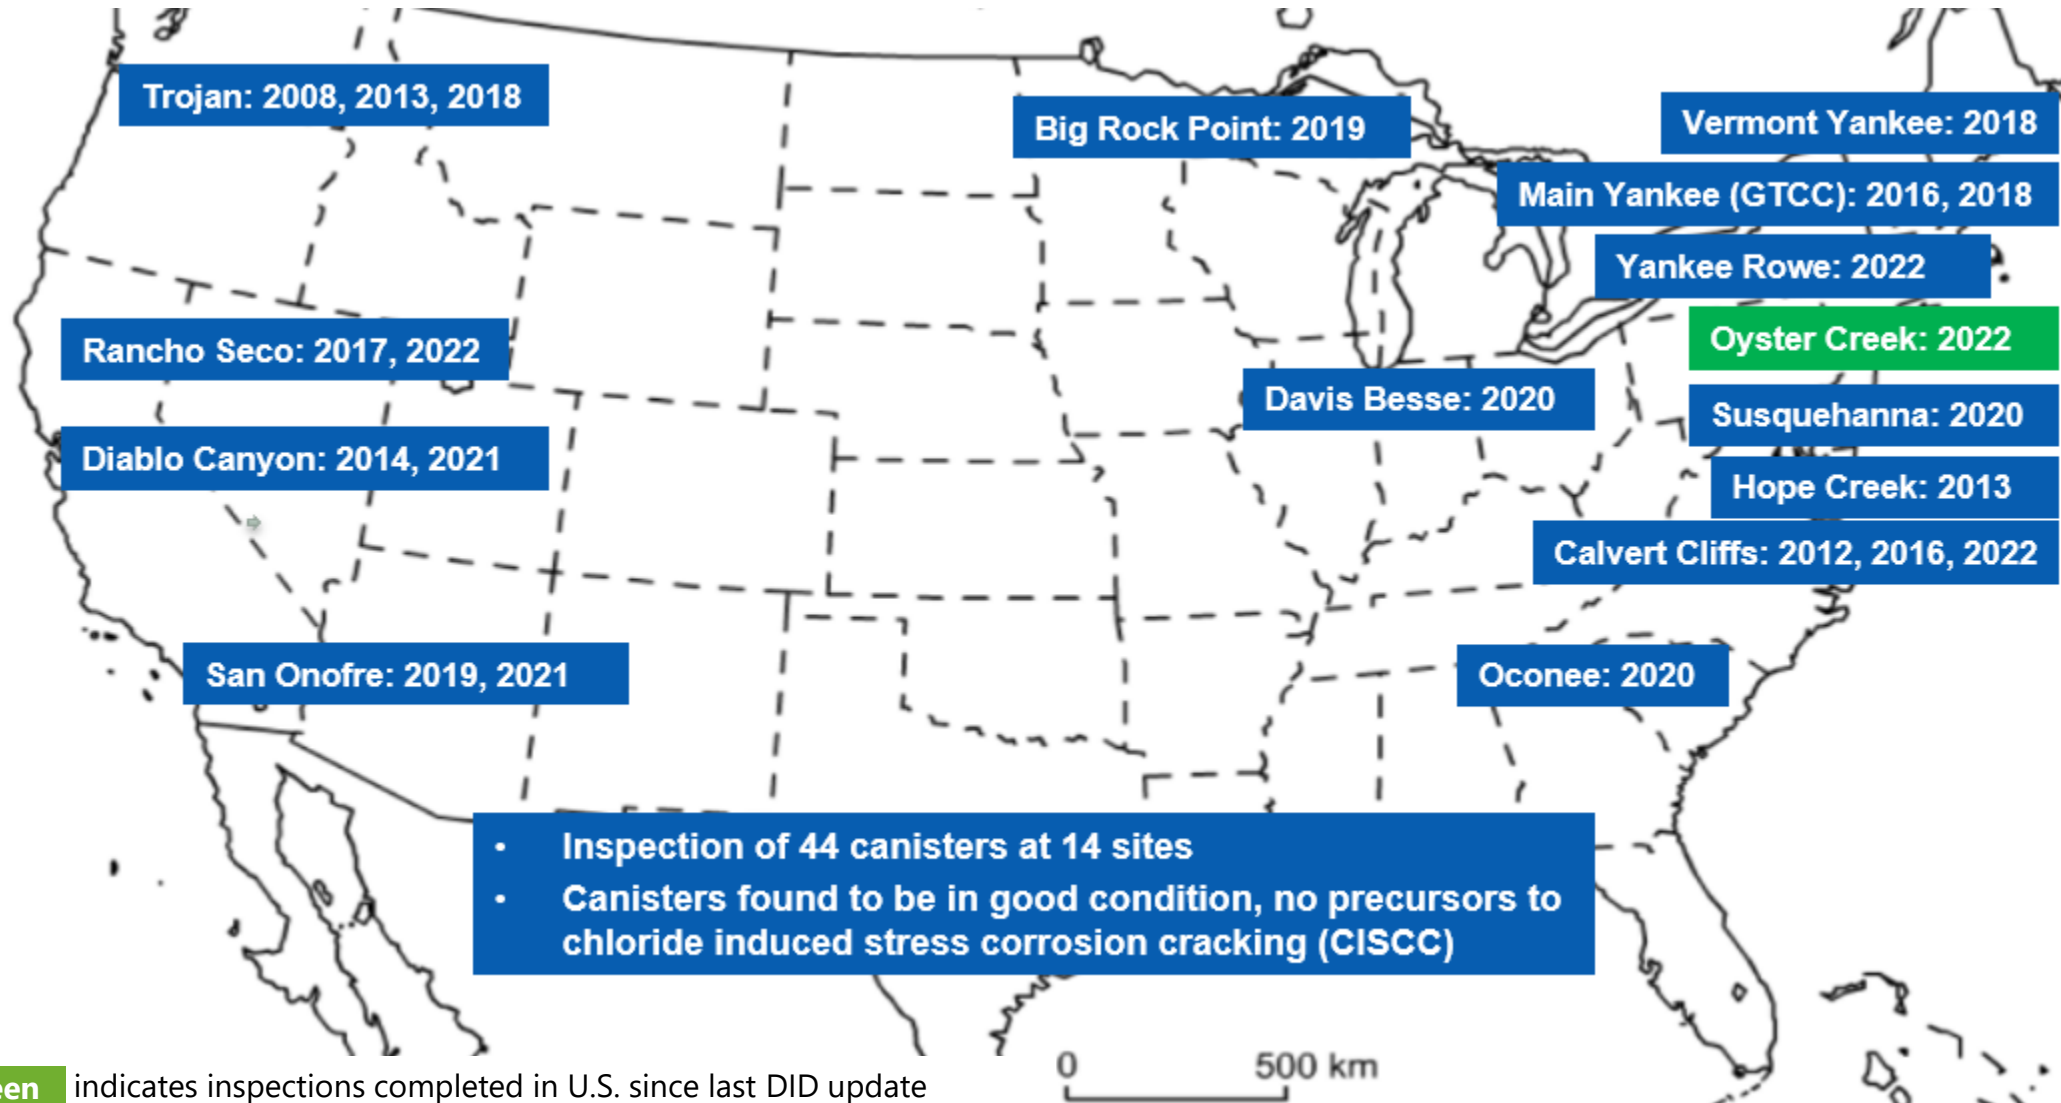 Trojan: 2008, 2013, 2018
Big Rock Point: 2019
Vermont Yankee: 2018
Main Yankee (GTCC): 2016, 2018
Yankee Rowe: 2022
Oyster Creek: 2022
Rancho Seco: 2017, 2022
Davis Besse: 2020
Susquehanna: 2020
Diablo Canyon: 2014, 2021
Hope Creek: 2013
Calvert Cliffs: 2012, 2016, 2022
San Onofre: 2019, 2021
Oconee: 2020
• Inspection of 44 canisters at 14 sites
• Canisters found to be in good condition, no precursors to
chloride induced stress corrosion cracking (CISCC)
0 500 km
een indicates inspections completed in U.S. since last DID update